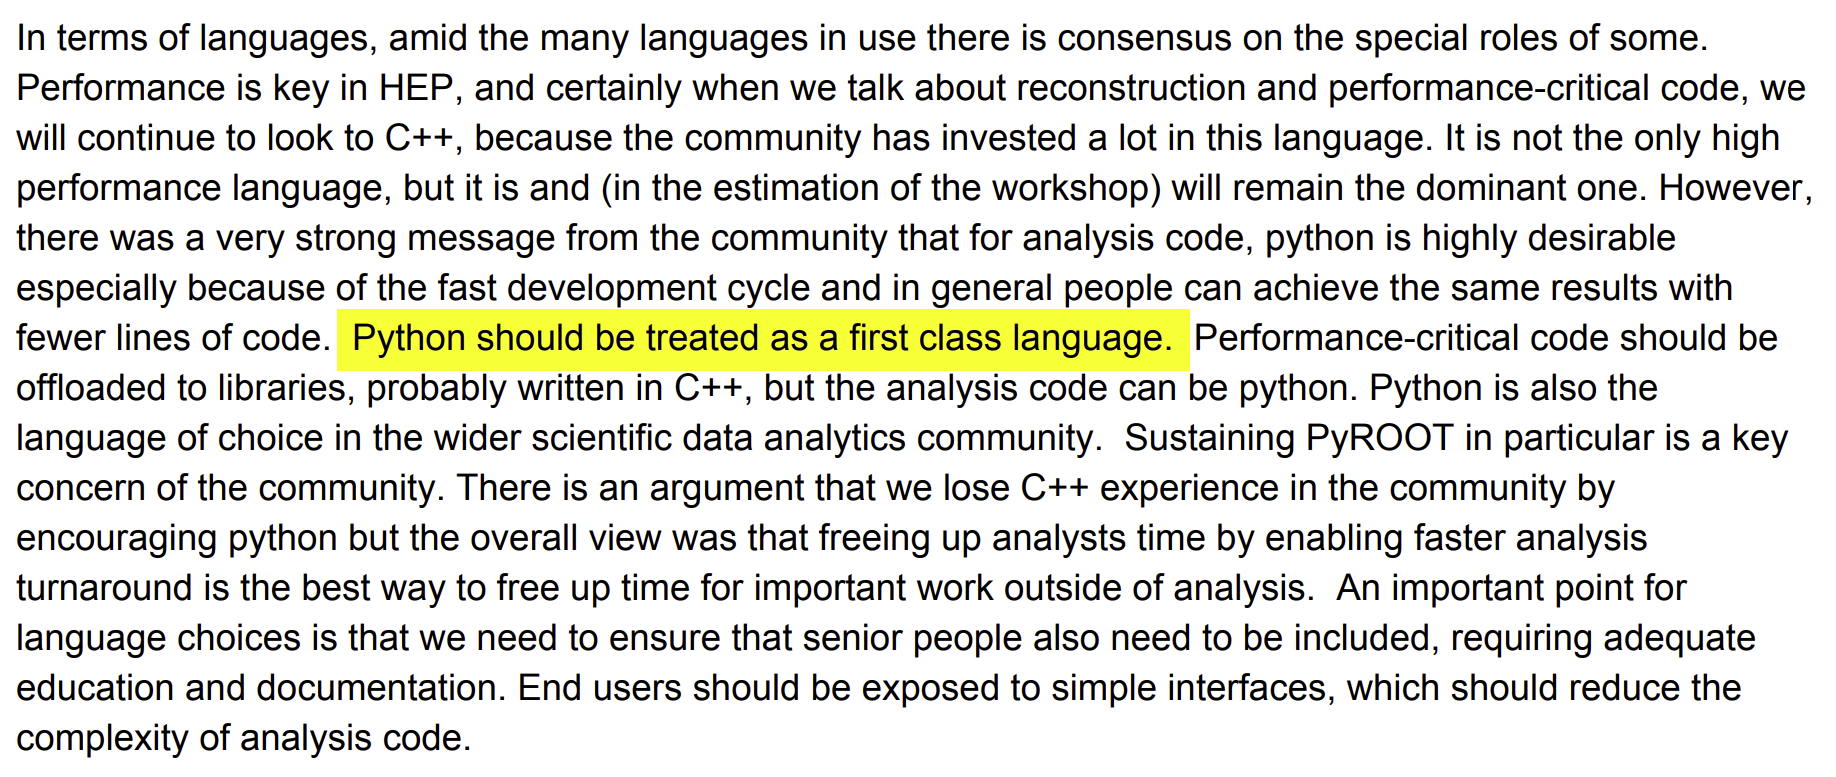 In terms of languages, amid the many languages in use there is consensus on the special roles of some.
Performance is key in HEP, and certainly when we talk about reconstruction and performance-critical code, we
will continue to look to C++, because the community has invested a lot in this language. It is not the only high
performance language, but it is and (in the estimation of the workshop) will remain the dominant one. However,
there was a very strong message from the community that for analysis code, python is highly desirable
especially because of the fast development cycle and in general people can achieve the same results with
fewer lines of code.  Python should be treated as a first class language.  Performance-critical code should be
offloaded to libraries, probably written in C++, but the analysis code can be python. Python is also the
language of choice in the wider scientific data analytics community.  Sustaining PyROOT in particular is a key
concern of the community. There is an argument that we lose C++ experience in the community by
encouraging python but the overall view was that freeing up analysts time by enabling faster analysis
turnaround is the best way to free up time for important work outside of analysis.  An important point for
language choices is that we need to ensure that senior people also need to be included, requiring adequate
education and documentation. End users should be exposed to simple interfaces, which should reduce the
complexity of analysis code.